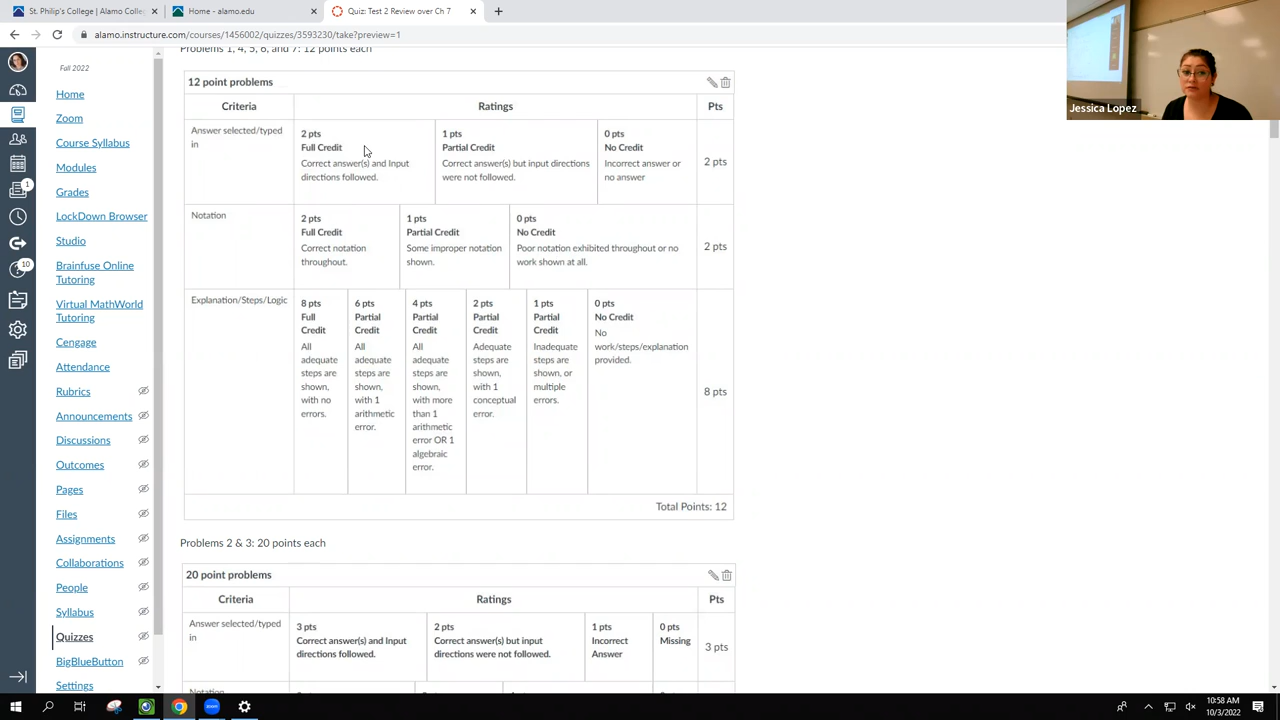 St. Philip's College (Alamo Colleg
Home - alamo.edu
Quiz: Test 2 Review over Ch 7
alamo.instructure.com/courses/1456002/quizzes/3593230/take?preview=1
Jessica Lopez
Fall 2022
Home
Zoom
Course Syllabus
Modules
Grades
LockDown Browser
Studio
Brainfuse Online
Tutoring
Virtual MathWorld
Tutoring
Cengage
Attendance
Rubrics
Announcements
Discussions
Outcomes
Pages
Files
Assignments
Collaborations
People
Syllabus
Quizzes
BigBlueButton
Settings
1
10
Problems 1, 4, 5, 6, and 7: 12 points each
12 point problems
Criteria
Ratings
Pts
Answer selected/typed
in
2 pts
Full Credit
Correct answer(s) and Input
directions followed.
1 pts
Partial Credit
Correct answer(s) but input directions
were not followed.
0 pts
No Credit
Incorrect answer or
no answer
2 pts
Notation
2 pts
Full Credit
Correct notation
throughout.
1 pts
Partial Credit
Some improper notation
shown.
0 pts
No Credit
Poor notation exhibited throughout or no
work shown at all.
2 pts
Explanation/Steps/Logic
8 pts
Full
Credit
All
adequate
steps are
shown,
with no
errors.
6 pts
Partial
Credit
All
adequate
steps are
shown,
with 1
arithmetic
error.
4 pts
Partial
Credit
All
adequate
steps are
shown,
with more
than 1
arithmetic
error OR 1
algebraic
error.
2 pts
Partial
Credit
Adequate
steps are
shown,
with 1
conceptual
error.
1 pts
Partial
Credit
Inadequate
steps are
shown, or
multiple
errors.
0 pts
No Credit
No
work/steps/explanation
provided.
8 pts
Total Points: 12
Problems 2 & 3: 20 points each
20 point problems
Criteria
Ratings
Pts
Answer selected/typed
in
3 pts
Correct answer(s) and Input
directions followed.
2 pts
Correct answer(s) but input
directions were not followed.
1 pts
Incorrect
Answer
0 pts
Missing
3 pts
Notation
10:58 AM
10/3/2022